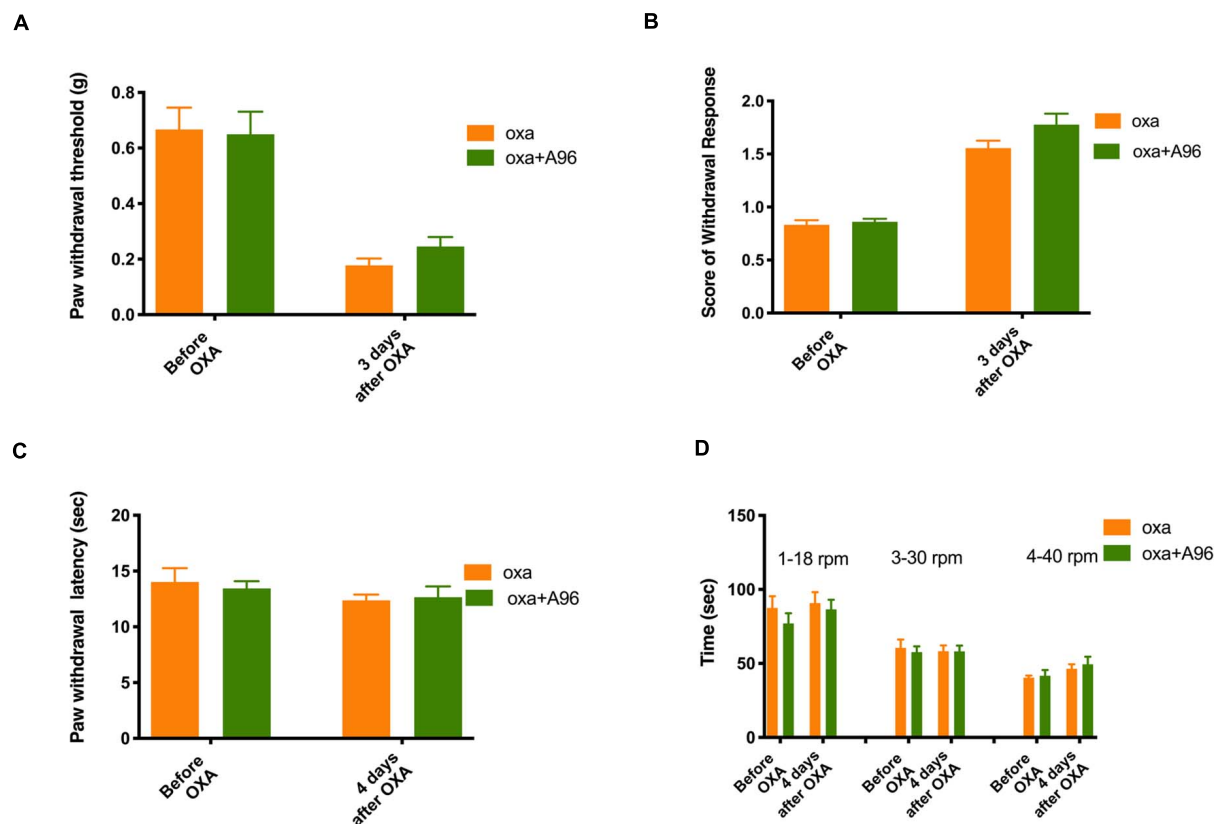 A
Paw withdrawal threshold (g)
0.8
0.6
0.4
0.2
0.0
Before
OXA
3 days
after OXA
oxa
oxa+A96
B
Score of Withdrawal Response
2.0
1.5
1.0
0.5
0.0
Before
OXA
3 days
after OXA
oxa
oxa+A96
C
Paw withdrawal latency (sec)
20
15
10
5
0
Before
OXA
4 days
after OXA
oxa
oxa+A96
D
Time (sec)
150
100
50
0
1-18 rpm
3-30 rpm
4-40 rpm
Before
OXA
4 days
after OXA
Before
OXA
4 days
after OXA
Before
OXA
4 days
after OXA
oxa
oxa+A96